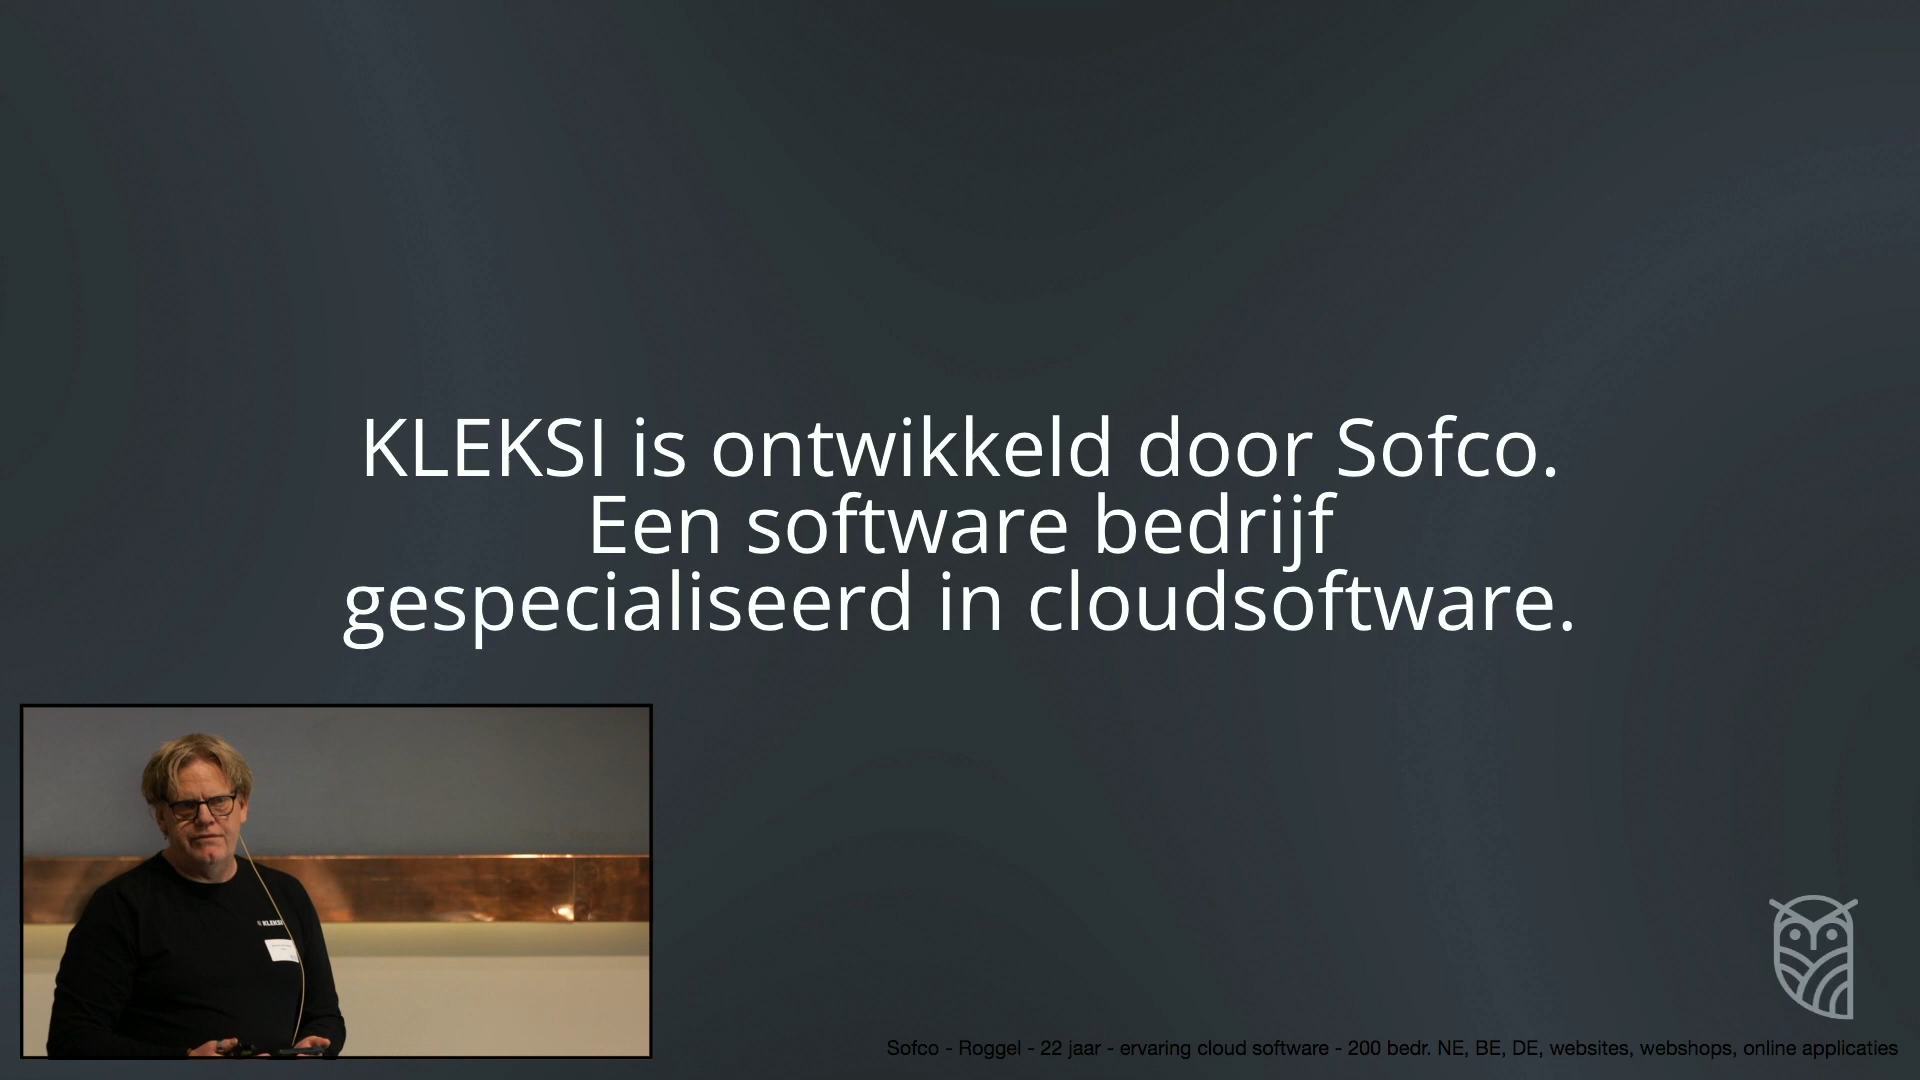 KLEKSI is ontwikkeld door Sofco.
Een software bedrijf
gespecialiseerd in cloudsoftware.
KLEKSI
Sofco - Roggel - 22 jaar - ervaring cloud software - 200 bedr. NE, BE, DE, websites, webshops, online applicaties